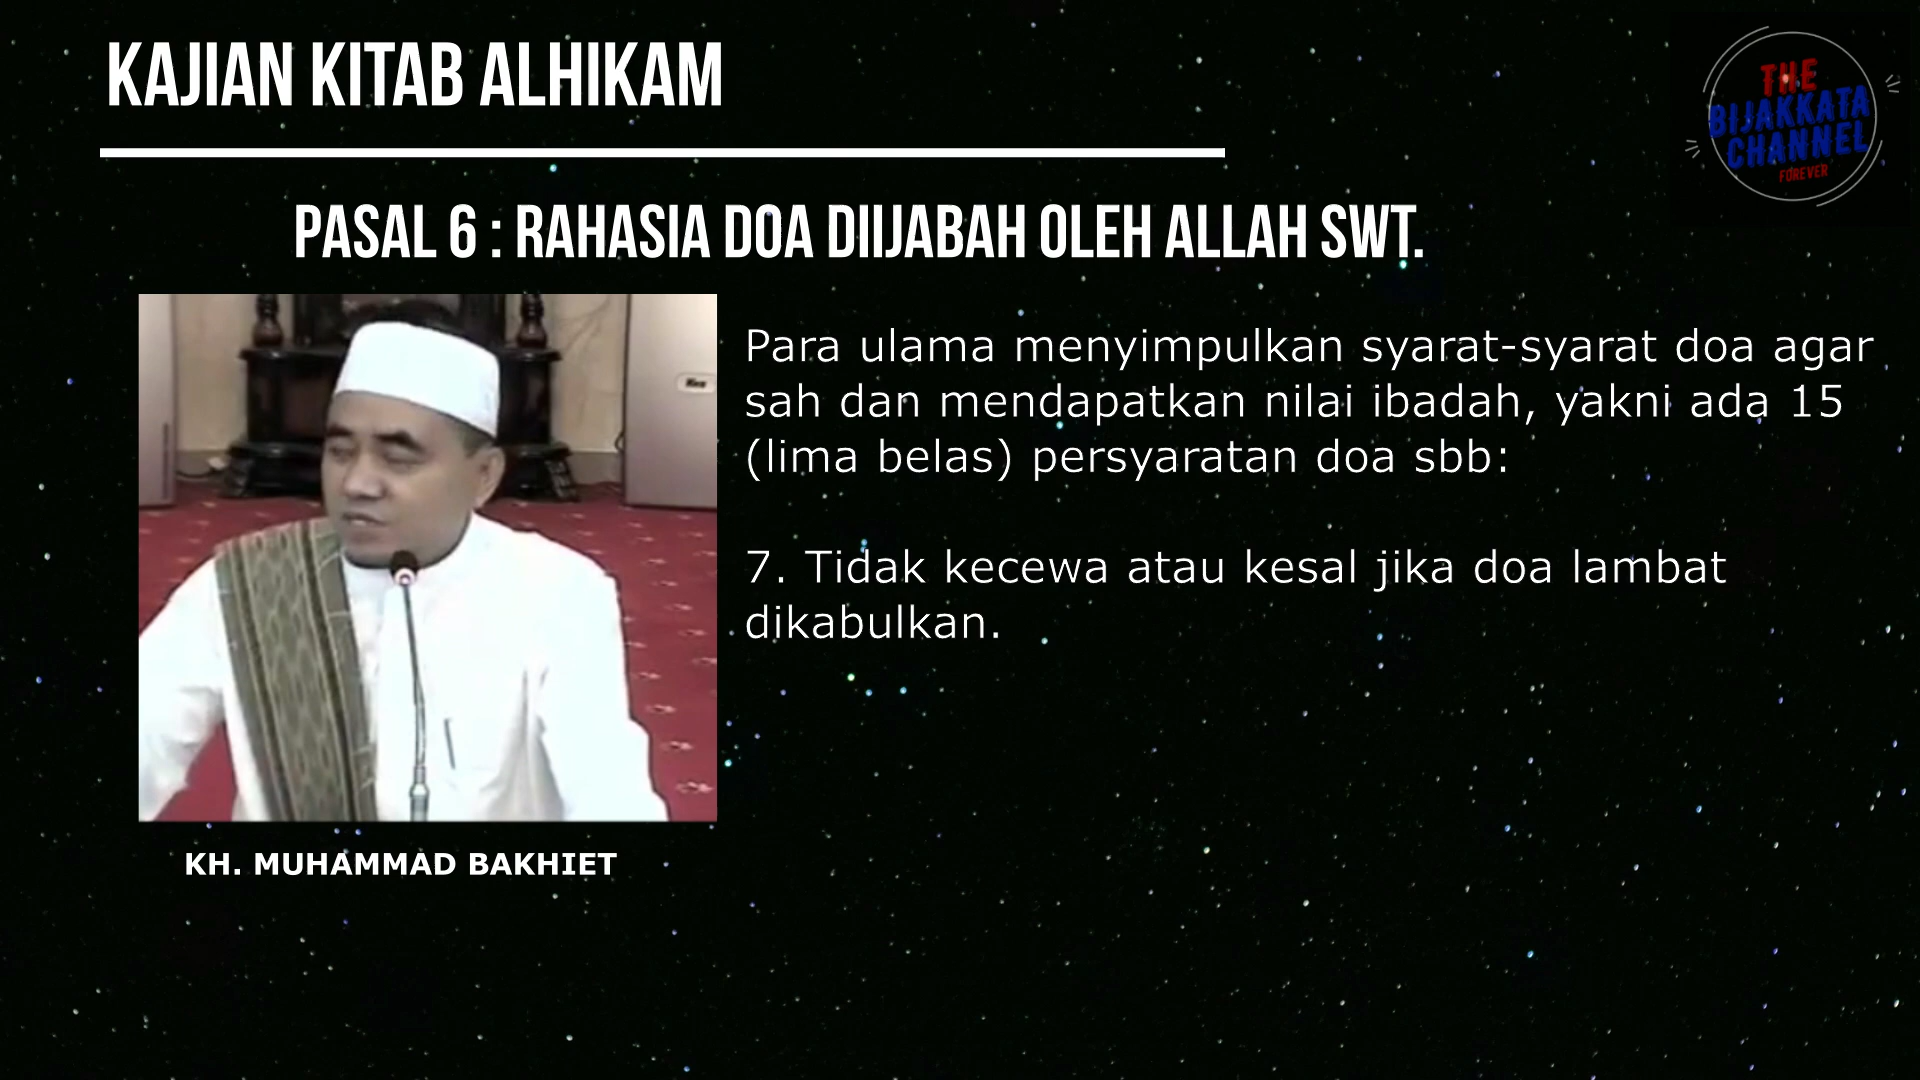 KAJIAN KITAB ALHIKAM
THE
BIJAKKATA
CHANNEL
FOREVER
PASAL 6 : RAHASIA DOA DIIJABAH OLEH ALLAH SWT.
Para ulama menyimpulkan syarat-syarat doa agar
sah dan mendapatkan nilai ibadah, yakni ada 15
(lima belas) persyaratan doa sbb:
7. Tidak kecewa atau kesal jika doa lambat
dikabulkan.
KH. MUHAMMAD BAKHIET